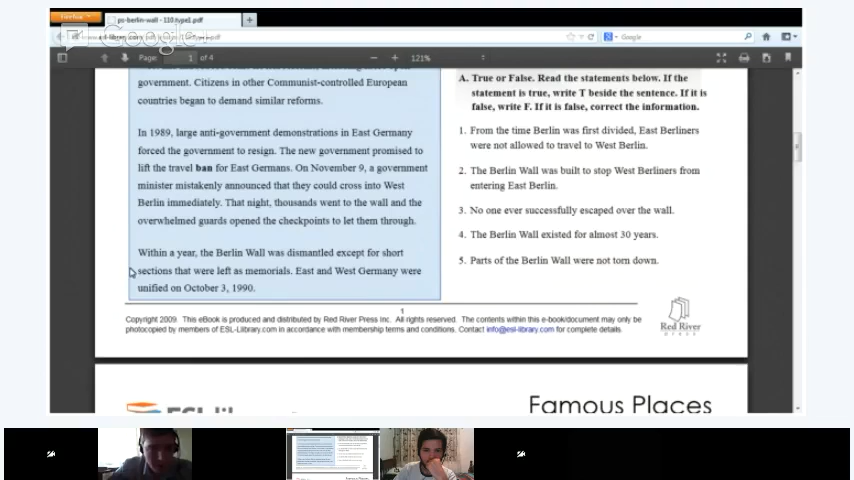 Firefox
ps-berlin-wall - 110.type1.pdf
Google+
Google
Page: 1 of 4
121%
government. Citizens in other Communist-controlled European
countries began to demand similar reforms.
In 1989, large anti-government demonstrations in East Germany
forced the government to resign. The new government promised to
lift the travel ban for East Germans. On November 9, a government
minister mistakenly announced that they could cross into West
Berlin immediately. That night, thousands went to the wall and the
overwhelmed guards opened the checkpoints to let them through.
Within a year, the Berlin Wall was dismantled except for short
sections that were left as memorials. East and West Germany were
unified on October 3, 1990.
A. True or False. Read the statements below. If the
statement is true, write T beside the sentence. If it is
false, write F. If it is false, correct the information.
1. From the time Berlin was first divided, East Berliners
were not allowed to travel to West Berlin.
2. The Berlin Wall was built to stop West Berliners from
entering East Berlin.
3. No one ever successfully escaped over the wall.
4. The Berlin Wall existed for almost 30 years.
5. Parts of the Berlin Wall were not torn down.
1
Copyright 2009. This eBook is produced and distributed by Red River Press Inc. All rights reserved. The contents within this e-book/document may only be
photocopied by members of ESL-Library.com in accordance with membership terms and conditions. Contact info@esl-library.com for complete details.
Red River
press
Famous Places